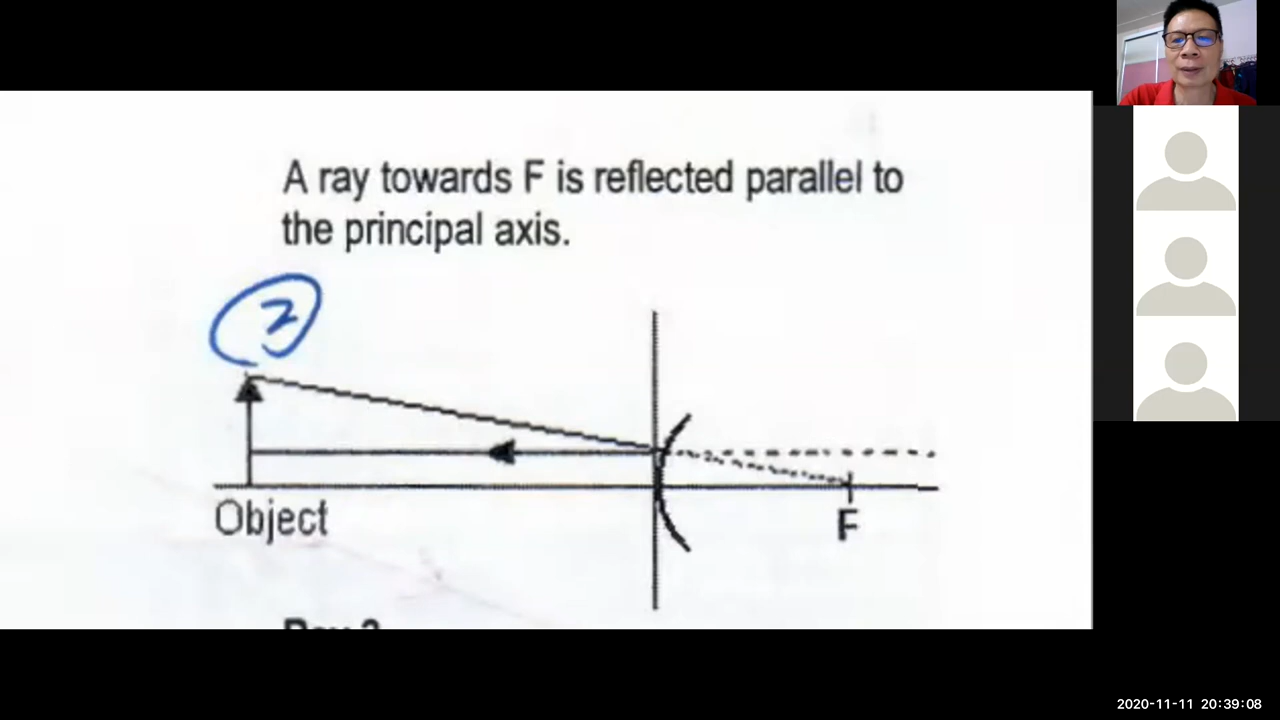 A ray towards F is reflected parallel to
the principal axis.
2
Object
F
2020-11-11 20:39:08